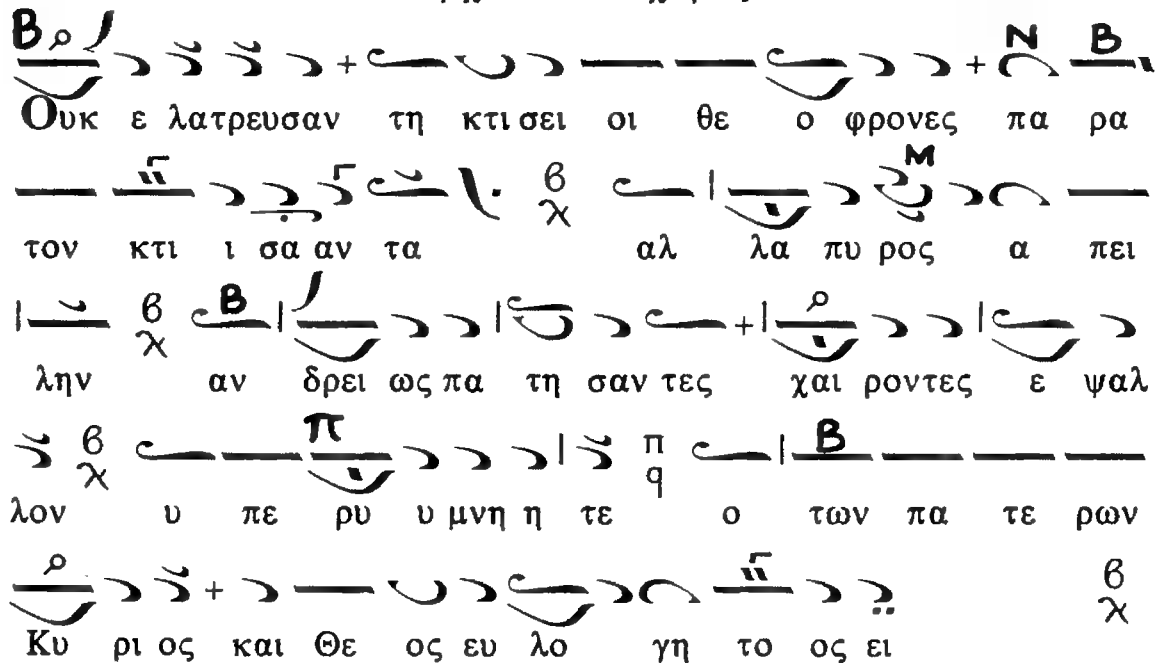 Ουκ ε λατρευσαν τη κτι σει οι θε ο φρονες πα ρα
τον κτι ι σα αν τα αλ λα πυ ρος α πει
λην αν δρει ως πα τη σαν τες χαι ροντες ε ψαλ
λον υ πε ρυ υ μνη η τε ο των πα τε ρων
Κυ ρι ος και Θε ος ευ λο γη το ος ει